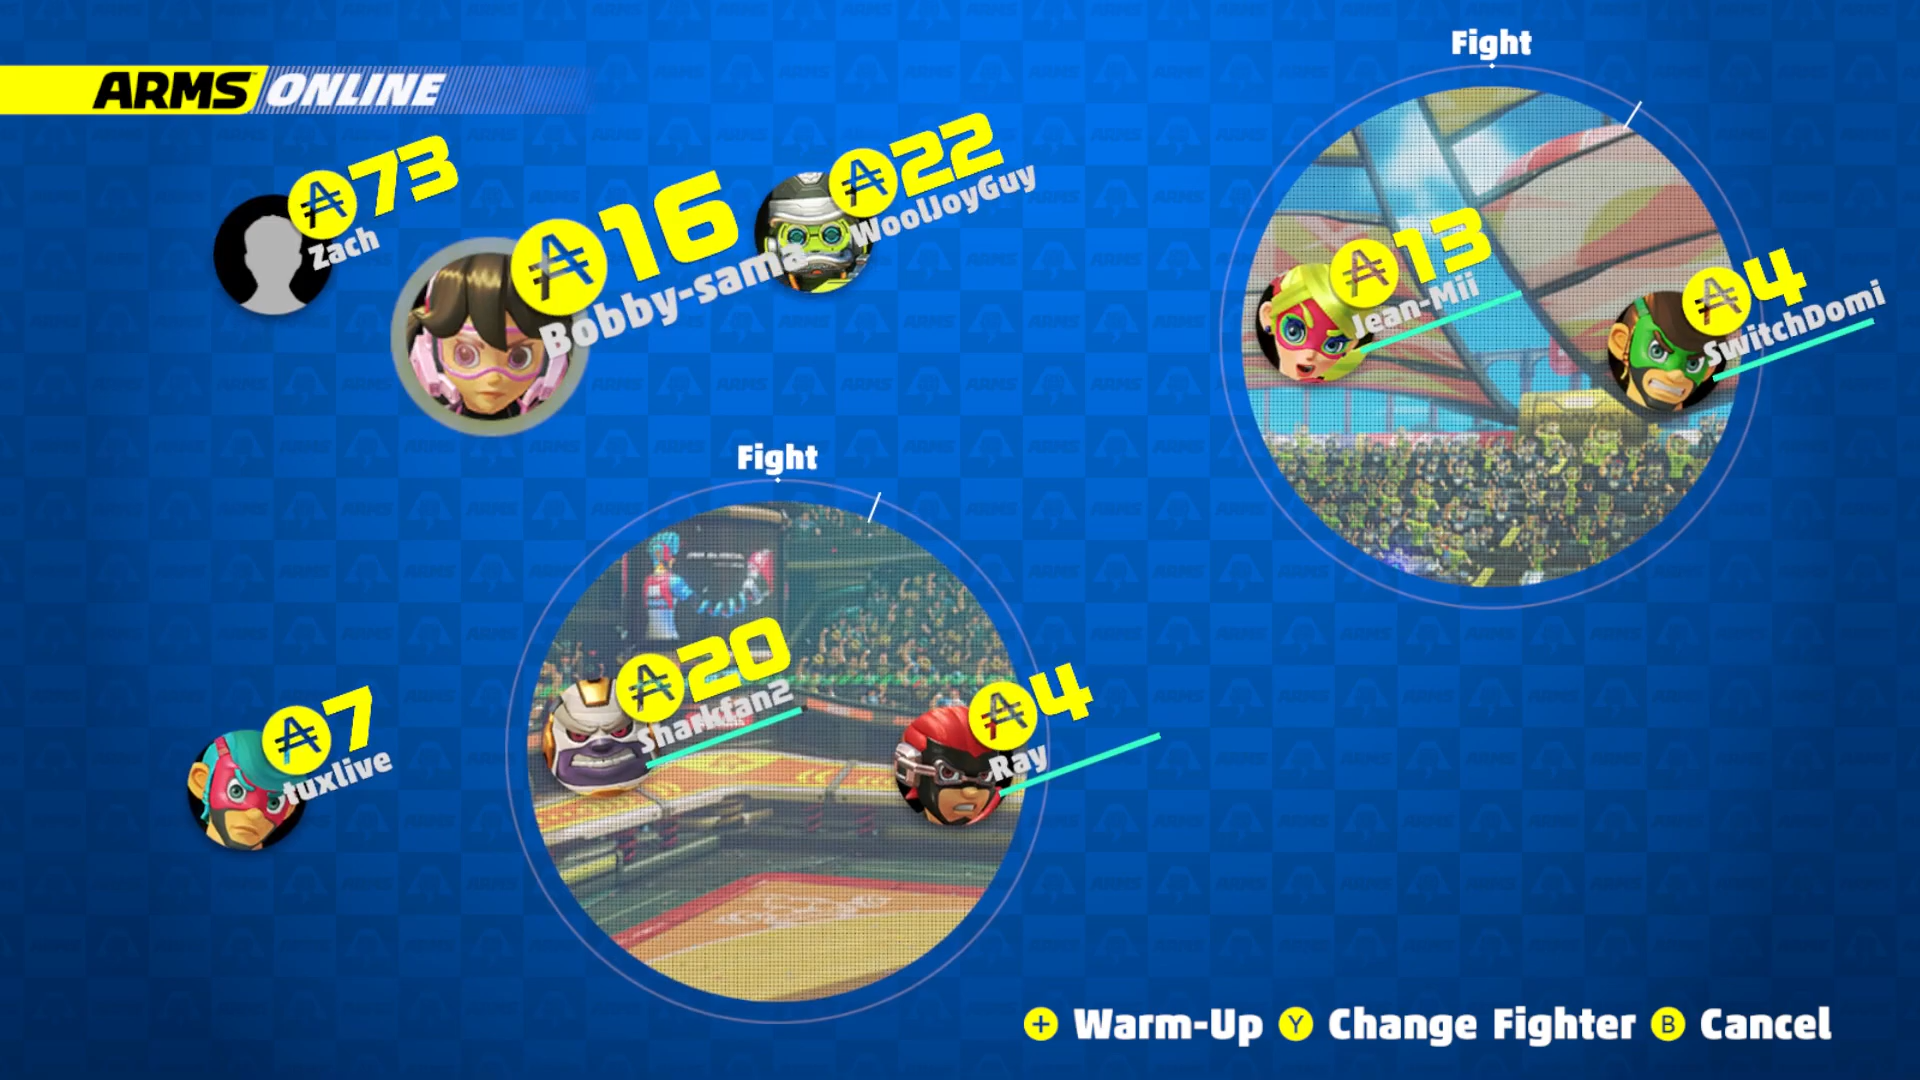 ARMS ONLINE
73
Zach
16
Bobby-sama
22
WoolJoyGuy
Fight
13
Jean-Mii
4
SwitchDomi
Fight
20
Sharkfan2
4
Ray
7
tuxlive
+ Warm-Up Y Change Fighter B Cancel